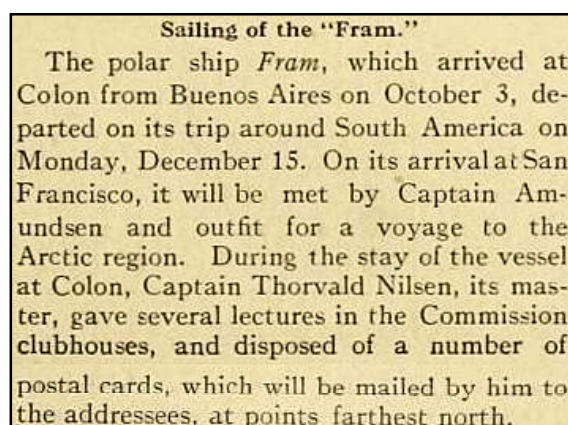 Sailing of the "Fram."
The polar ship Fram, which arrived at
Colon from Buenos Aires on October 3, de-
parted on its trip around South America on
Monday, December 15. On its arrival at San
Francisco, it will be met by Captain Am-
undsen and outfit for a voyage to the
Arctic region. During the stay of the vessel
at Colon, Captain Thorvald Nilsen, its mas-
ter, gave several lectures in the Commission
clubhouses, and disposed of a number of
postal cards, which will be mailed by him to
the addressees, at points farthest north.